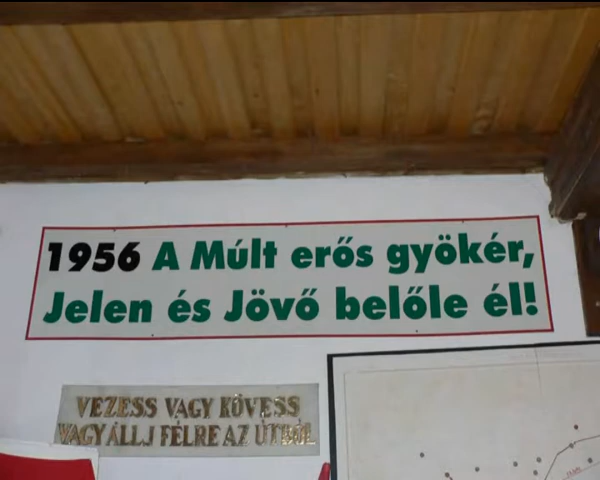 1956 A Múlt erős gyökér,
Jelen és Jövő belőle él!
VEZESS VAGY KÖVESS
VAGY ÁLLJ FÉLRE AZ ÚTBÓL